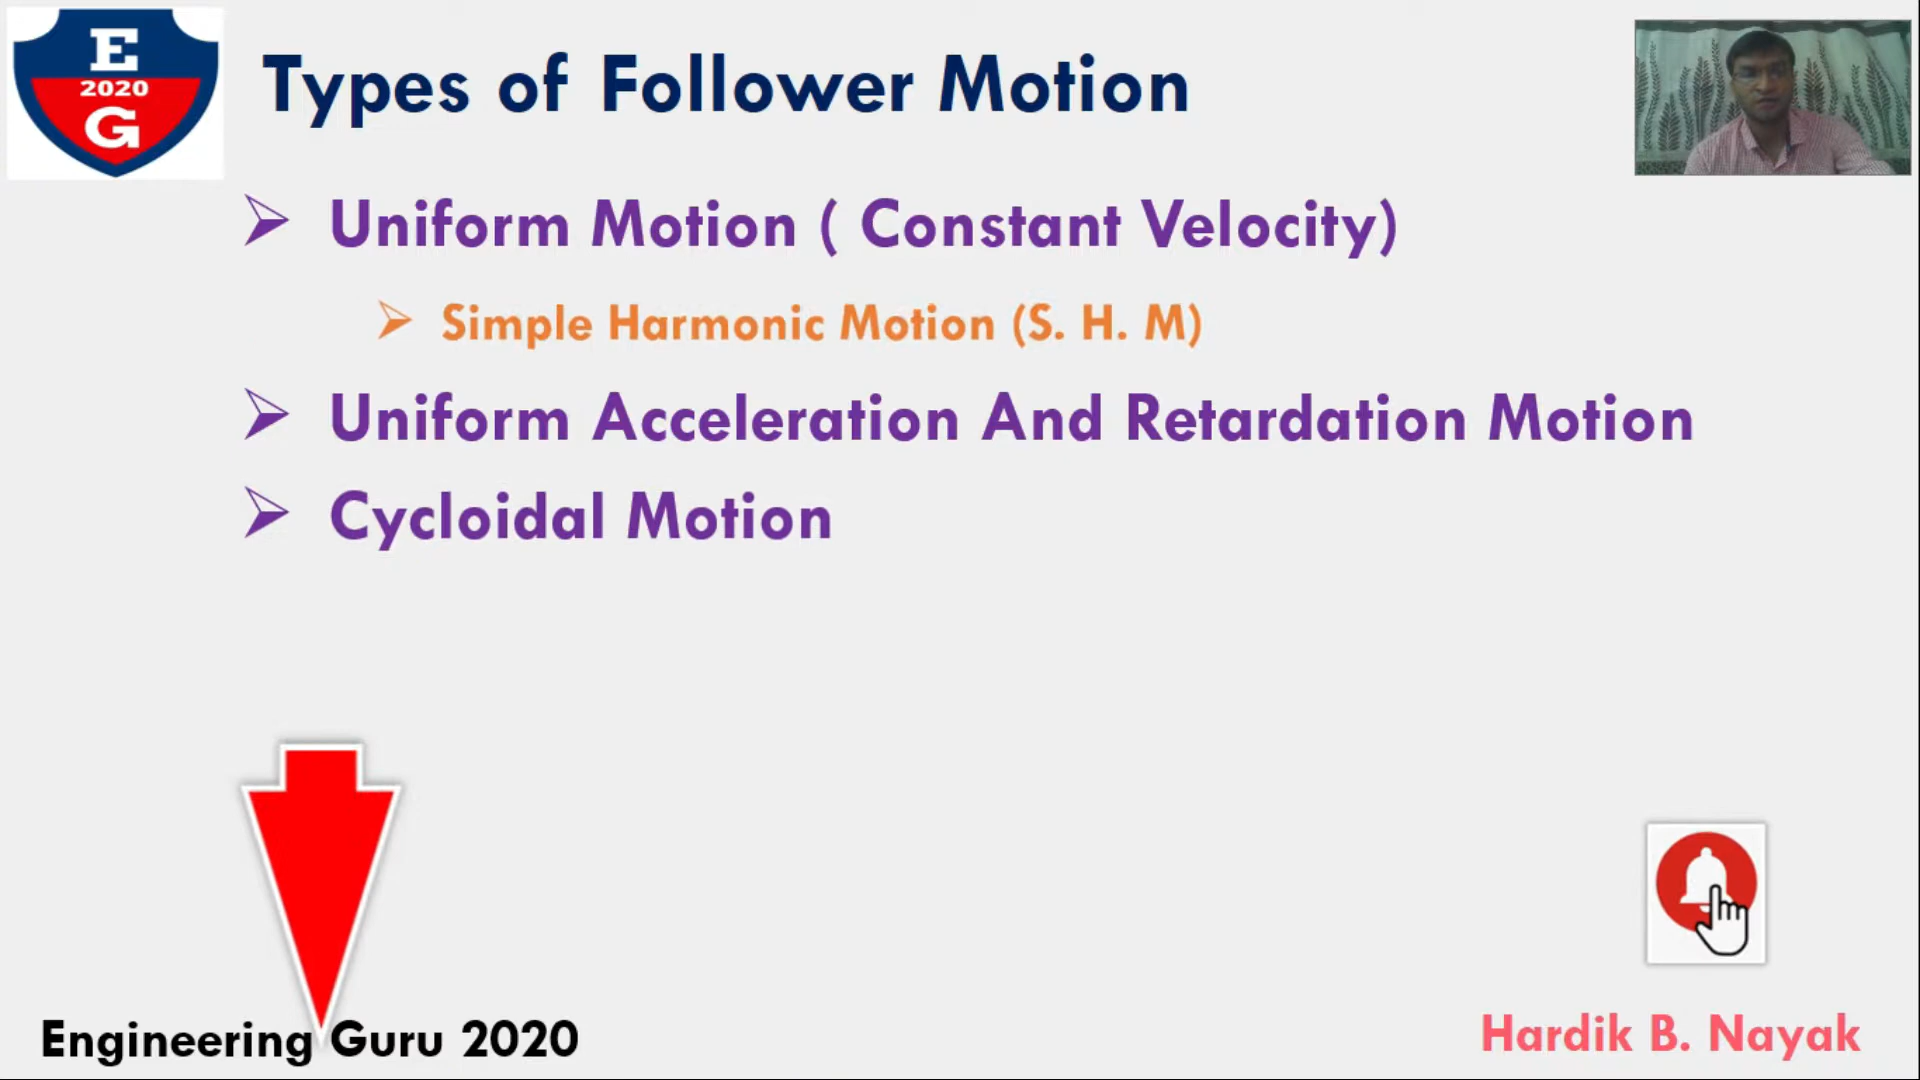 E
2020
G
Types of Follower Motion
Uniform Motion ( Constant Velocity)
Simple Harmonic Motion (S. H. M)
Uniform Acceleration And Retardation Motion
Cycloidal Motion
Engineering Guru 2020
Hardik B. Nayak